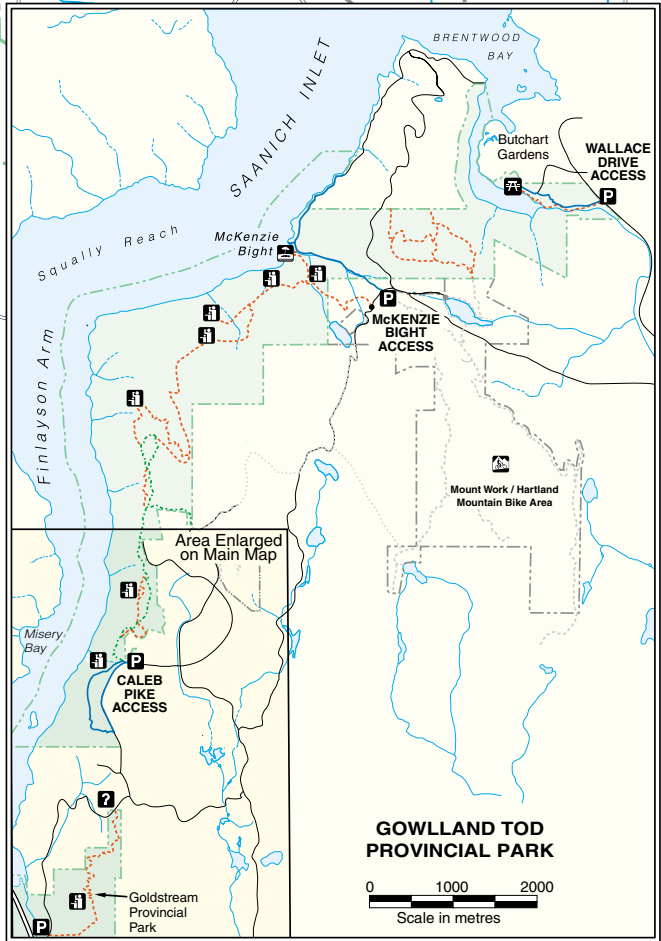 BRENTWOOD
BAY
SAANICH INLET
Butchart
Gardens
WALLACE
DRIVE
ACCESS
P
Squally Reach
McKenzie
Bight
P
McKENZIE
BIGHT
ACCESS
Finlayson Arm
Mount Work / Hartland
Mountain Bike Area
Area Enlarged
on Main Map
Misery
Bay
P
CALEB
PIKE
ACCESS
?
GOWLLAND TOD
PROVINCIAL PARK
0 1000 2000
Scale in metres
Goldstream
Provincial
Park
P